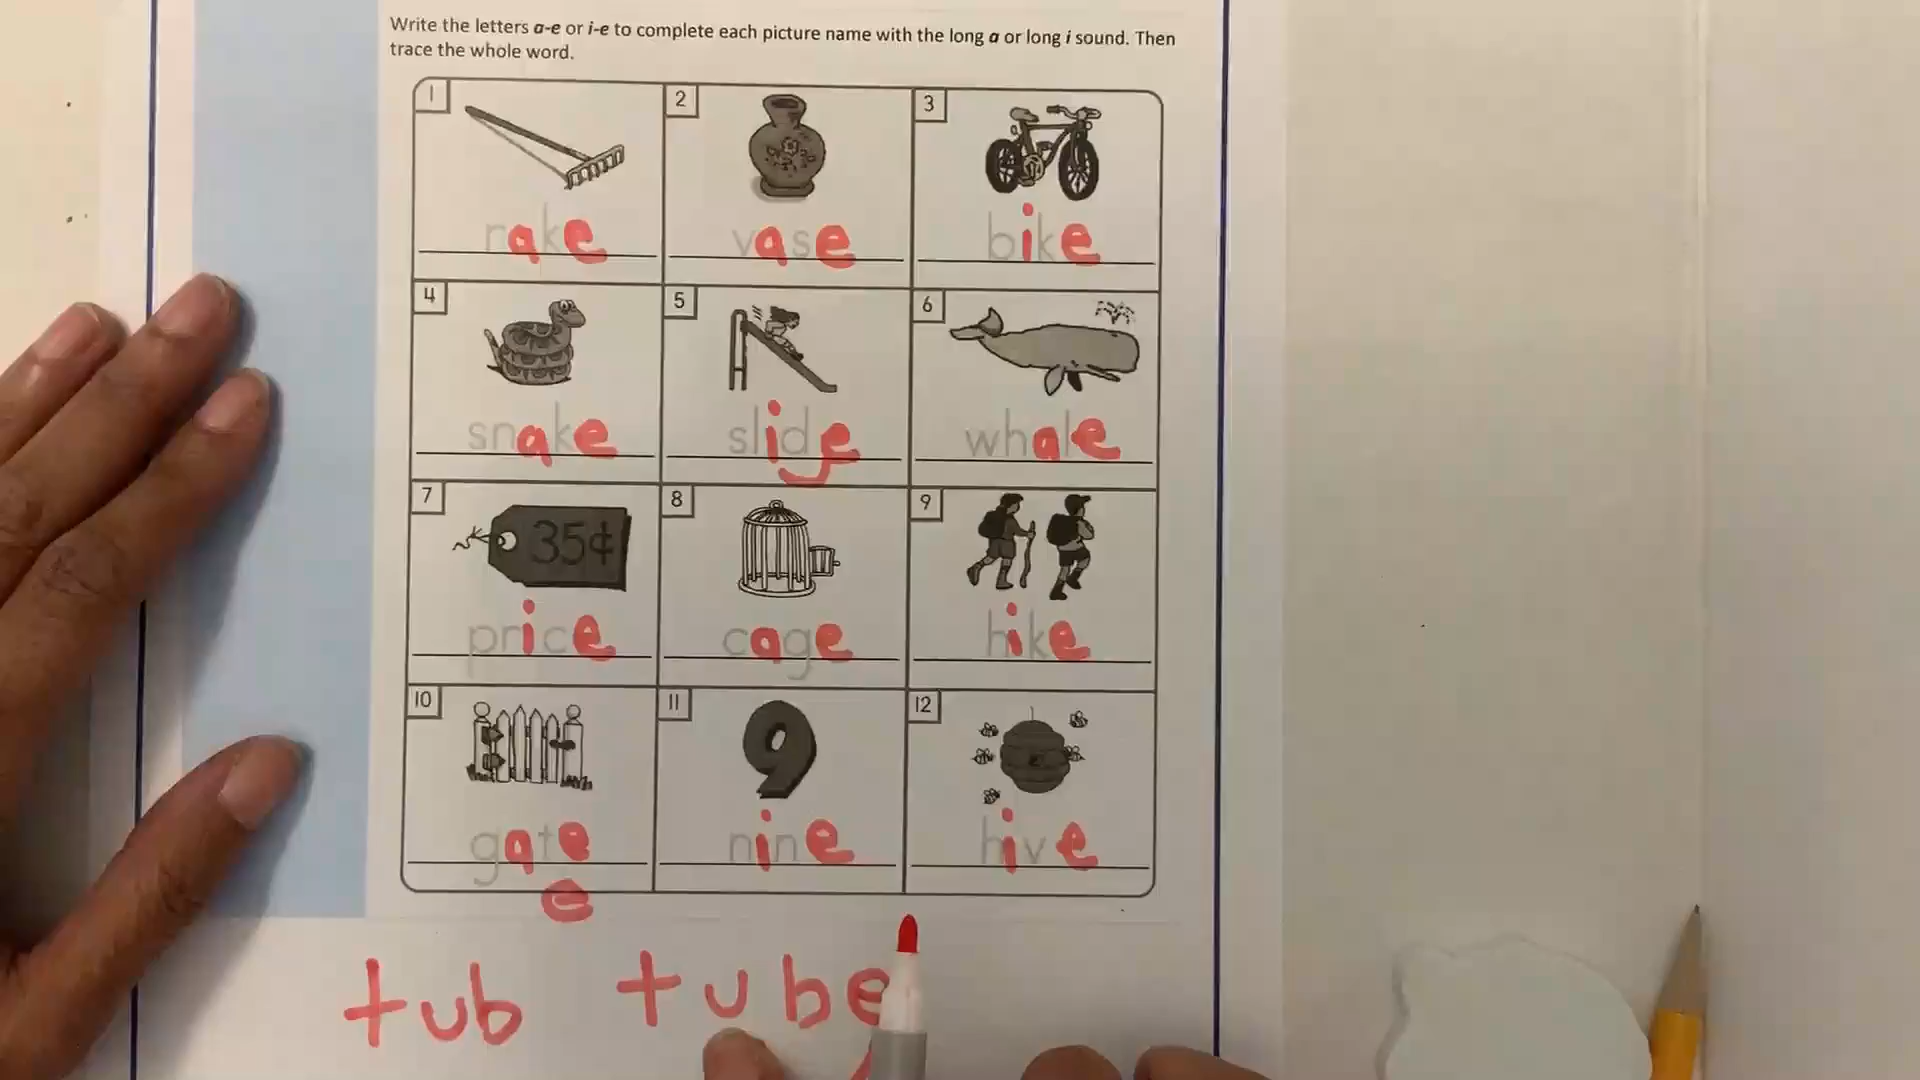 Write the letters a-e or i-e to complete each picture name with the long a or long i sound. Then
trace the whole word.
1
2
3
rake
vase
bike
4
5
6
snake
slide
whale
7
8
9
35¢
price
cage
hike
10
11
12
9
gate
nine
hive
e
tub tube